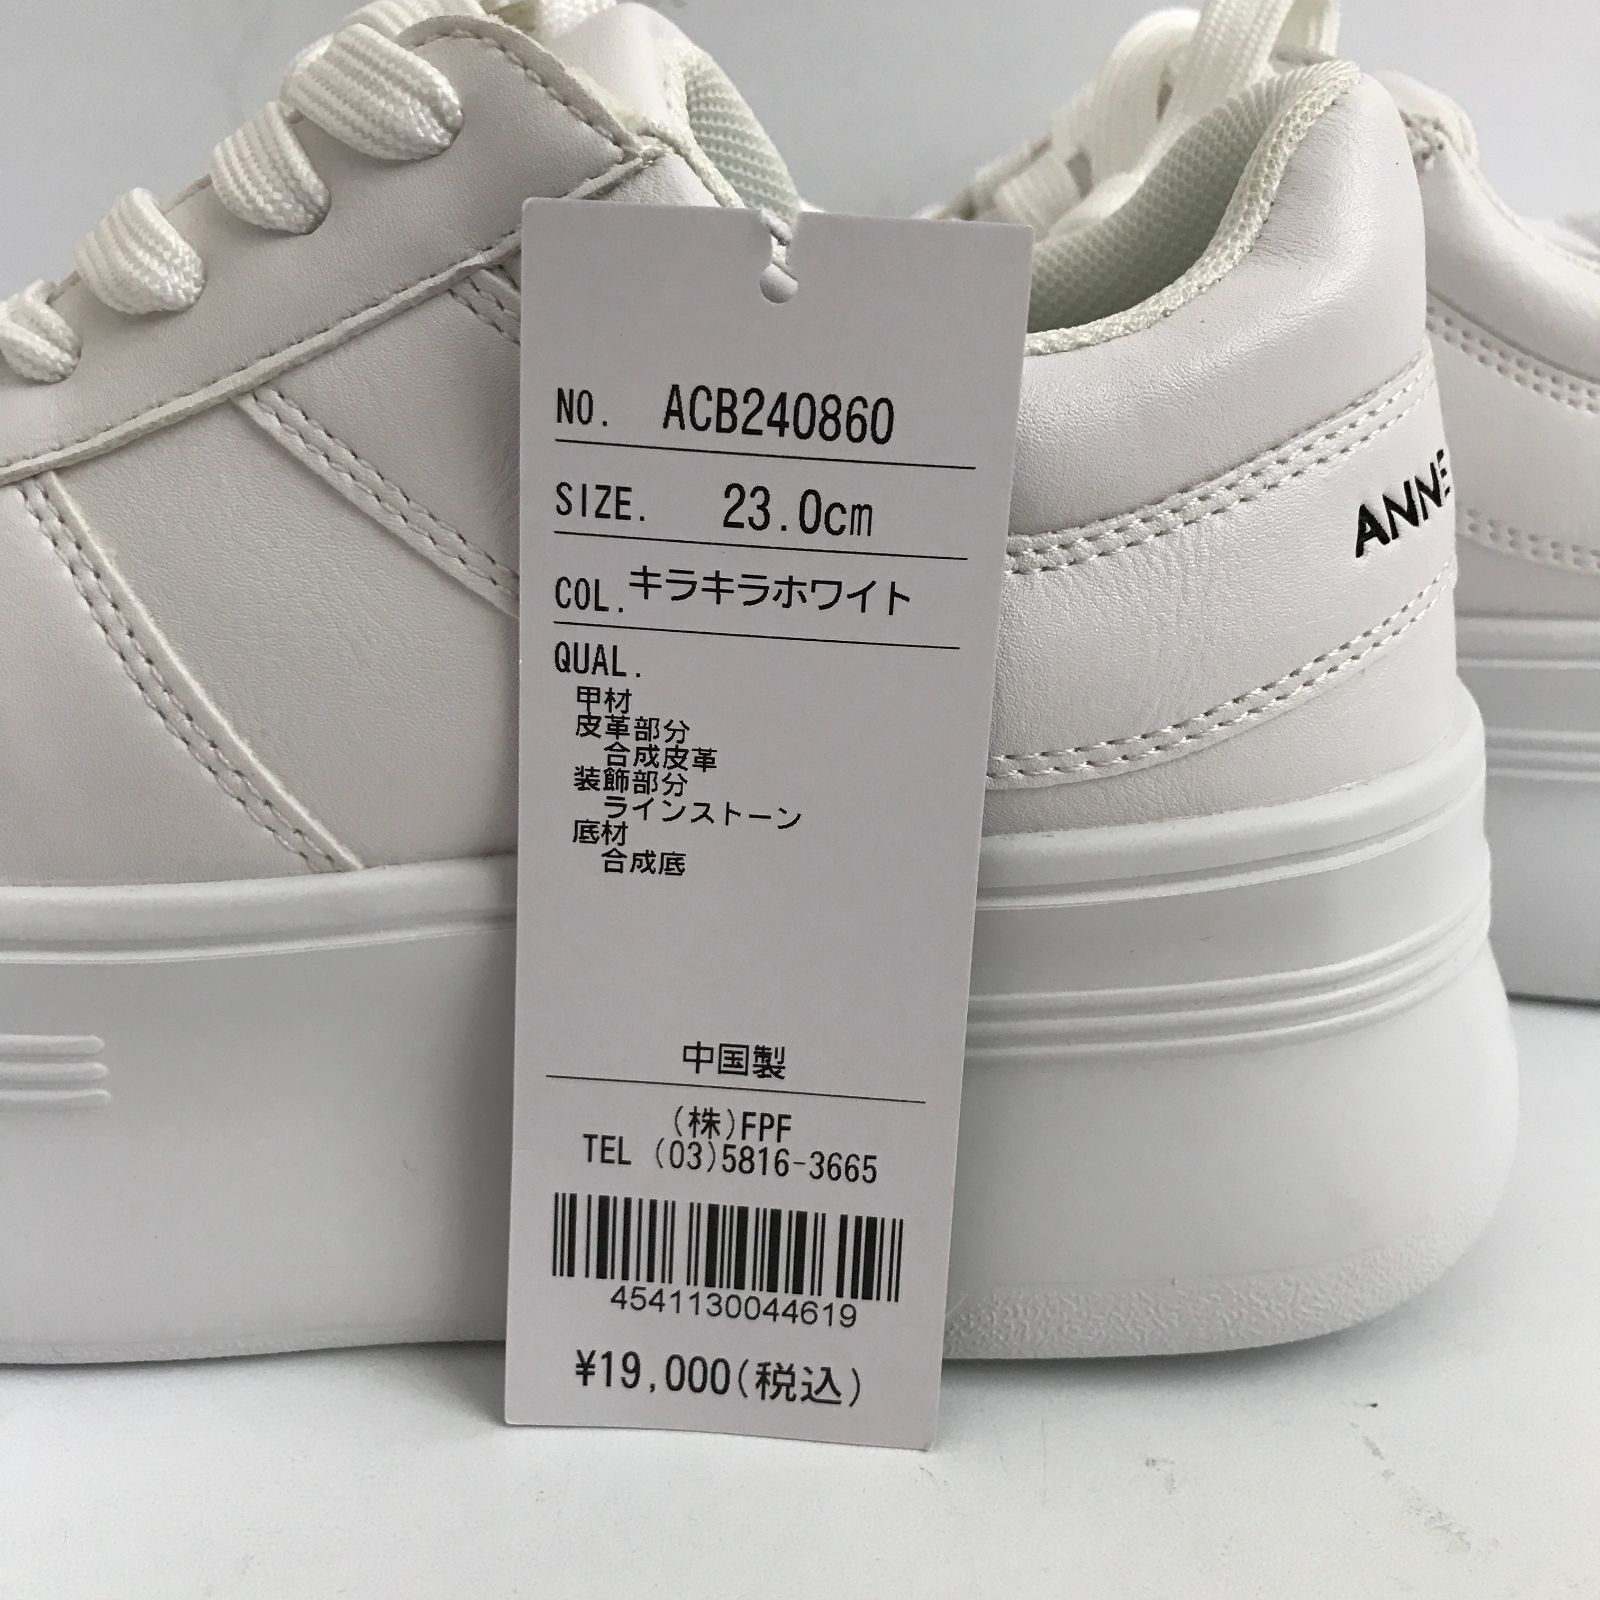 NO. ACB240860
SIZE. 23.0cm
COL. キラキラホワイト
QUAL.
甲材
皮革部分
合成皮革
装飾部分
ラインストーン
底材
合成底
中国製
(株)FPF
TEL (03)5816-3665
4541130044619
¥19,000(税込)
ANNE